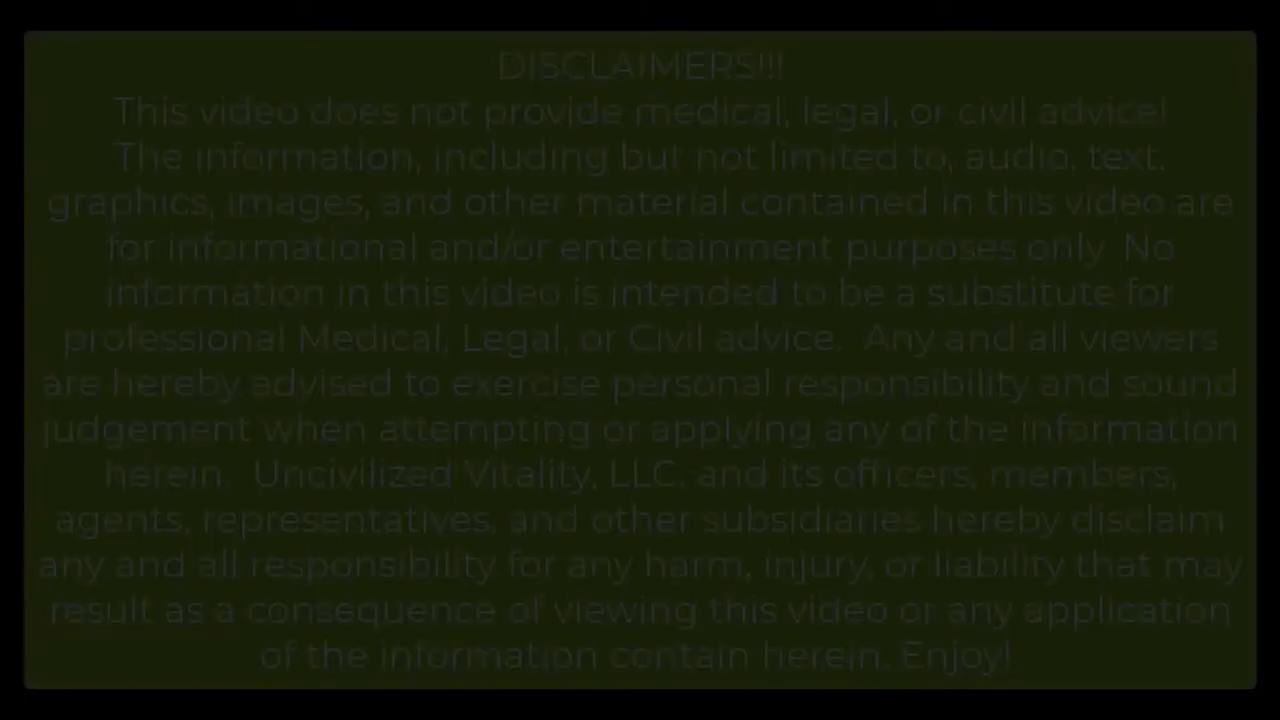 DISCLAIMERS!!!
This video does not provide medical, legal, or civil advice!
The information, including but not limited to, audio, text,
graphics, images, and other material contained in this video are
for informational and/or entertainment purposes only. No
information in this video is intended to be a substitute for
professional Medical, Legal, or Civil advice. Any and all viewers
are hereby advised to exercise personal responsibility and sound
judgement when attempting or applying any of the information
herein. Uncivilized Vitality, LLC. and its officers, members,
agents, representatives, and other subsidiaries hereby disclaim
any and all responsibility for any harm, injury, or liability that may
result as a consequence of viewing this video or any application
of the information contain herein. Enjoy!